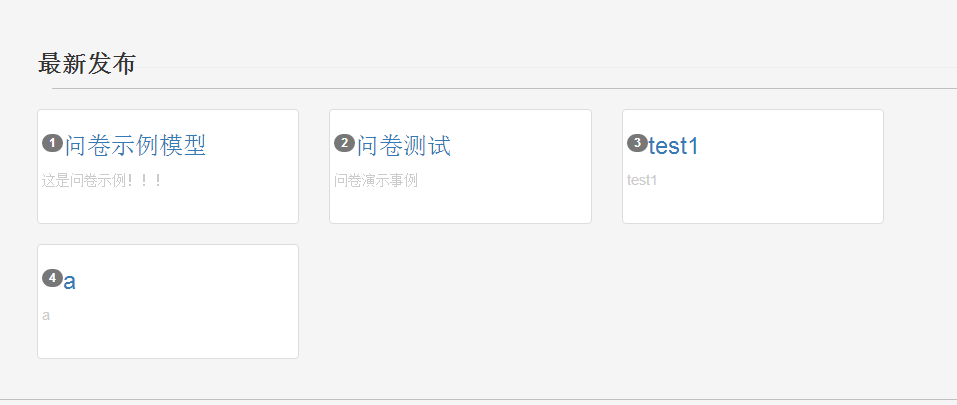 最新发布
1问卷示例模型
这是问卷示例！！！
2问卷测试
问卷演示事例
3test1
test1
4a
a